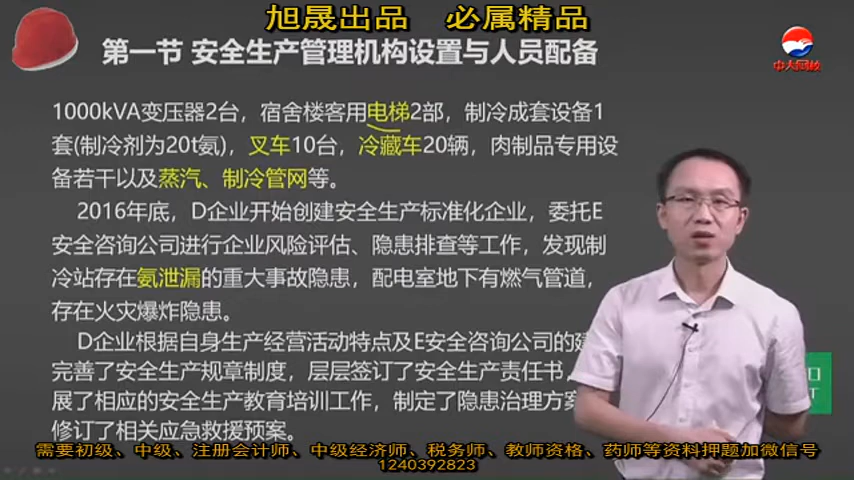 旭晟出品 必属精品
第一节 安全生产管理机构设置与人员配备
中大网校
1000kVA变压器2台，宿舍楼客用电梯2部，制冷成套设备1
套(制冷剂为20t氨)，叉车10台，冷藏车20辆，肉制品专用设
备若干以及蒸汽、制冷管网等。
2016年底，D企业开始创建安全生产标准化企业，委托E
安全咨询公司进行企业风险评估、隐患排查等工作，发现制
冷站存在氨泄漏的重大事故隐患，配电室地下有燃气管道，
存在火灾爆炸隐患。
D企业根据自身生产经营活动特点及E安全咨询公司的建
完善了安全生产规章制度，层层签订了安全生产责任书，
展了相应的安全生产教育培训工作，制定了隐患治理方案
修订了相关应急救援预案。
需要初级、中级、注册会计师、中级经济师、税务师、教师资格、药师等资料押题加微信号
1240392823